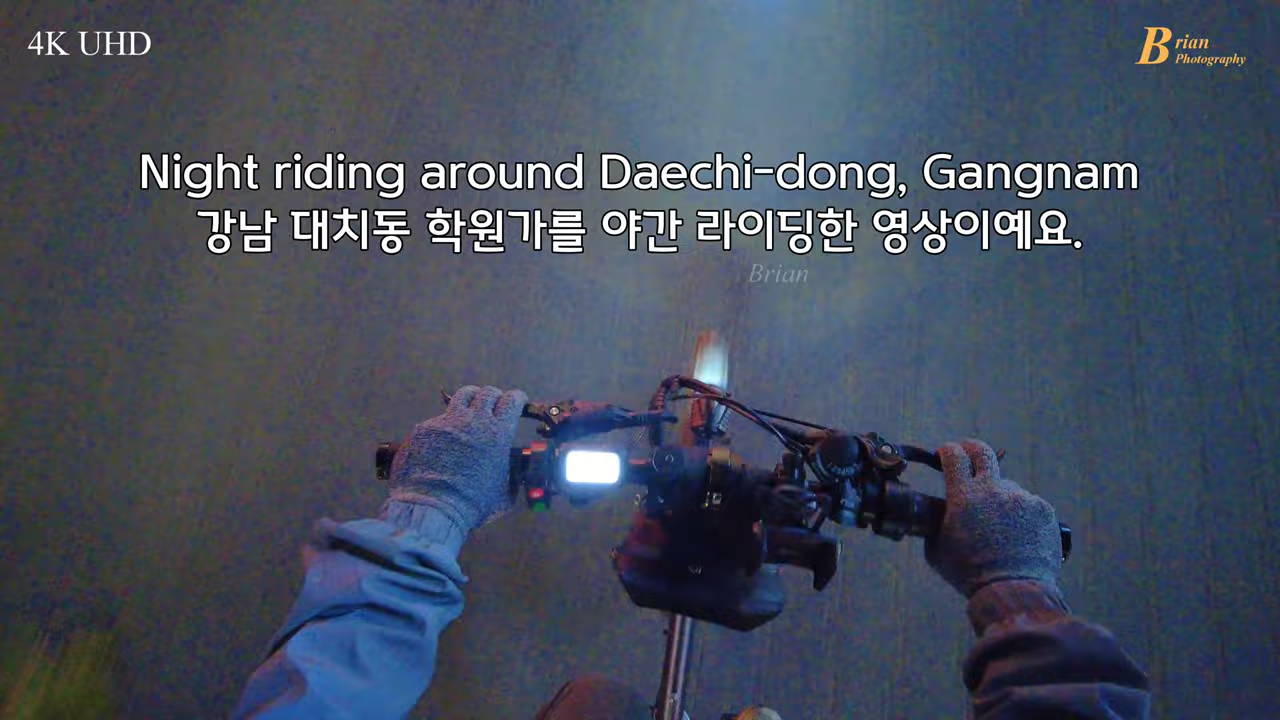 4K UHD
Brian
Photography
Night riding around Daechi-dong, Gangnam
강남 대치동 학원가를 야간 라이딩한 영상이예요.
Brian